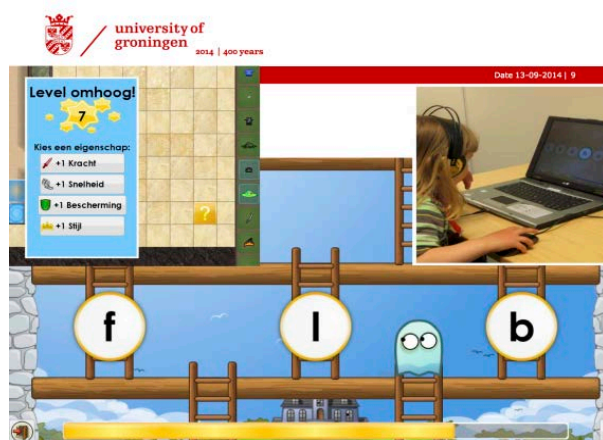 university of
groningen
2014 | 400 years
Date 13-09-2014 | 9
Level omhoog!
7
Kies een eigenschap:
+1 Kracht
+1 Snelheid
+1 Bescherming
+1 Stijl
?
f l b